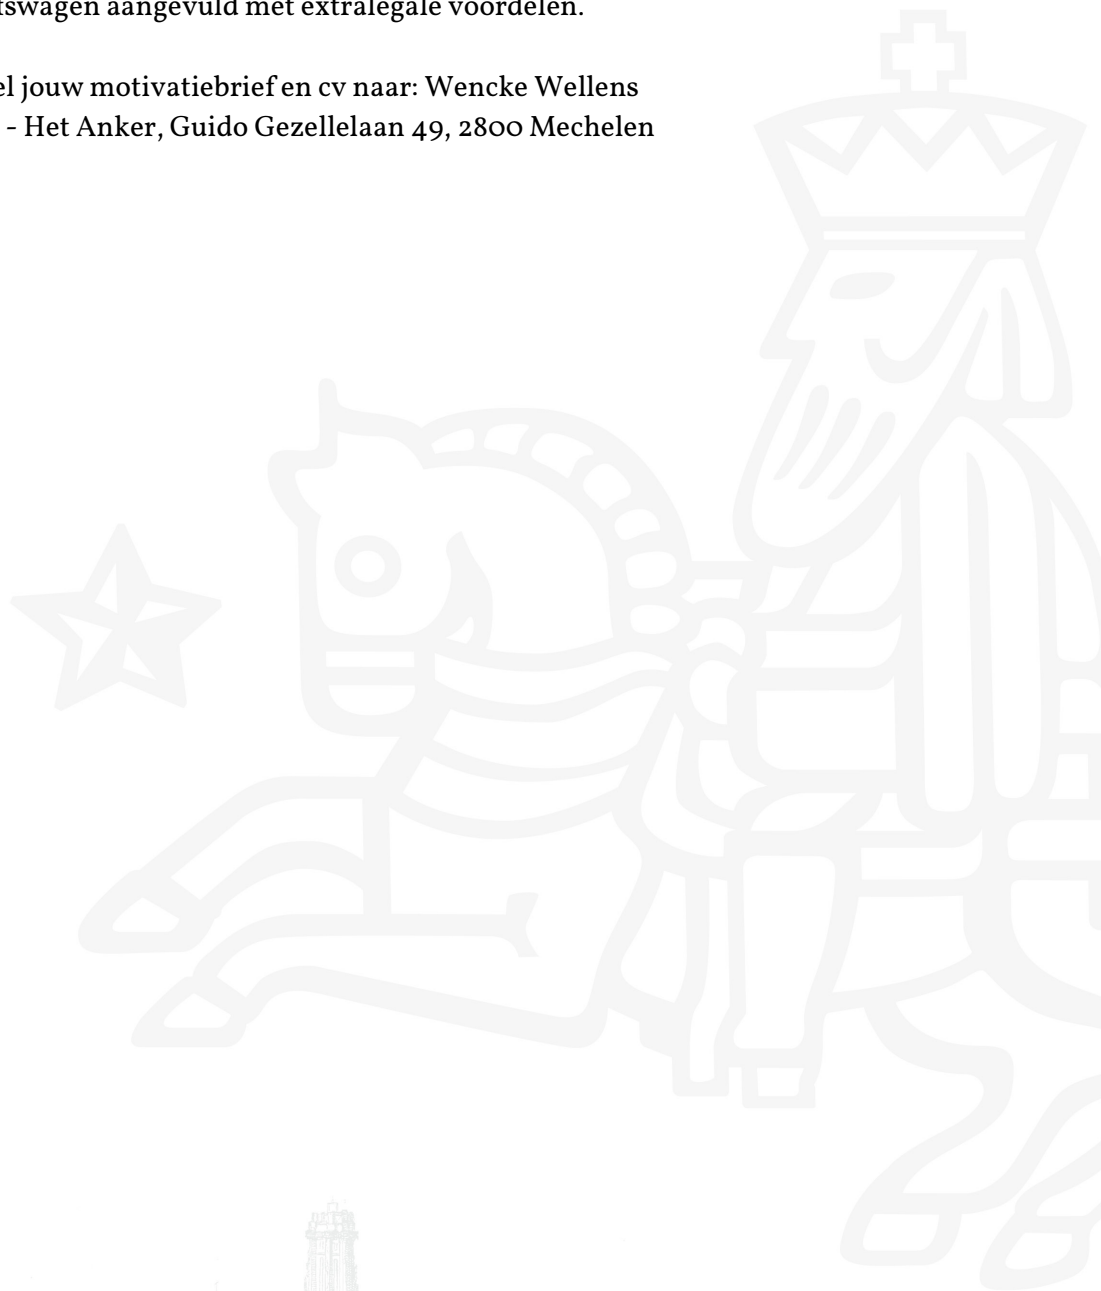 fswagen aangevuld met extralegale voordelen.
el jouw motivatiebrief en cv naar: Wencke Wellens
- Het Anker, Guido Gezellelaan 49, 2800 Mechelen